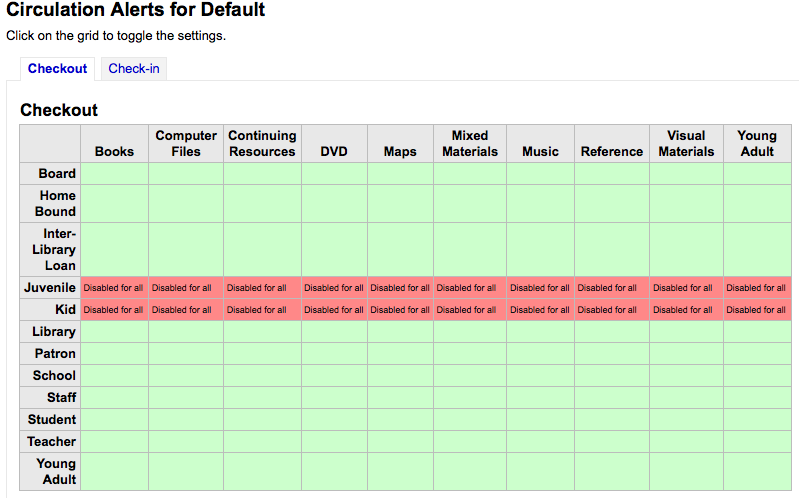 Circulation Alerts for Default
Click on the grid to toggle the settings.
Checkout Check-in
Checkout
Books Computer Files Continuing Resources DVD Maps Mixed Materials Music Reference Visual Materials Young Adult
Board
Home Bound
Inter-Library Loan
Juvenile Disabled for all Disabled for all Disabled for all Disabled for all Disabled for all Disabled for all Disabled for all Disabled for all Disabled for all Disabled for all
Kid Disabled for all Disabled for all Disabled for all Disabled for all Disabled for all Disabled for all Disabled for all Disabled for all Disabled for all Disabled for all
Library
Patron
School
Staff
Student
Teacher
Young Adult